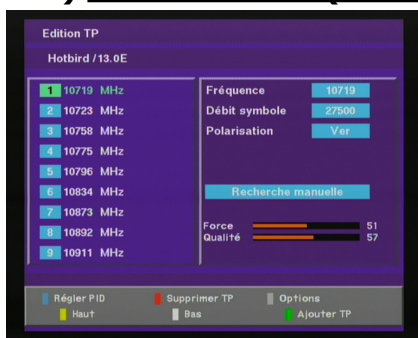 Edition TP
Hotbird /13.0E
1 10719 MHz
2 10723 MHz
3 10758 MHz
4 10775 MHz
5 10796 MHz
6 10834 MHz
7 10873 MHz
8 10892 MHz
9 10911 MHz
Fréquence 10719
Débit symbole 27500
Polarisation Ver
Recherche manuelle
Force 51
Qualité 57
Régler PID Supprimer TP Options
Haut Bas Ajouter TP